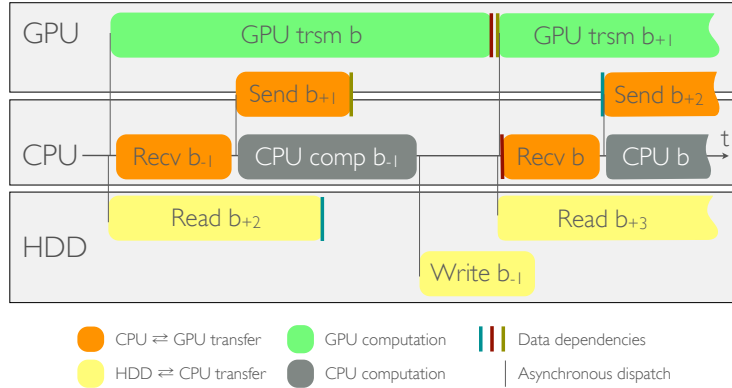 GPU
GPU trsm b
GPU trsm b+1
Send b+1
Send b+2
CPU
Recv b-1
CPU comp b-1
Recv b
CPU b
t
HDD
Read b+2
Read b+3
Write b-1
CPU ⇌ GPU transfer
GPU computation
Data dependencies
HDD ⇌ CPU transfer
CPU computation
Asynchronous dispatch